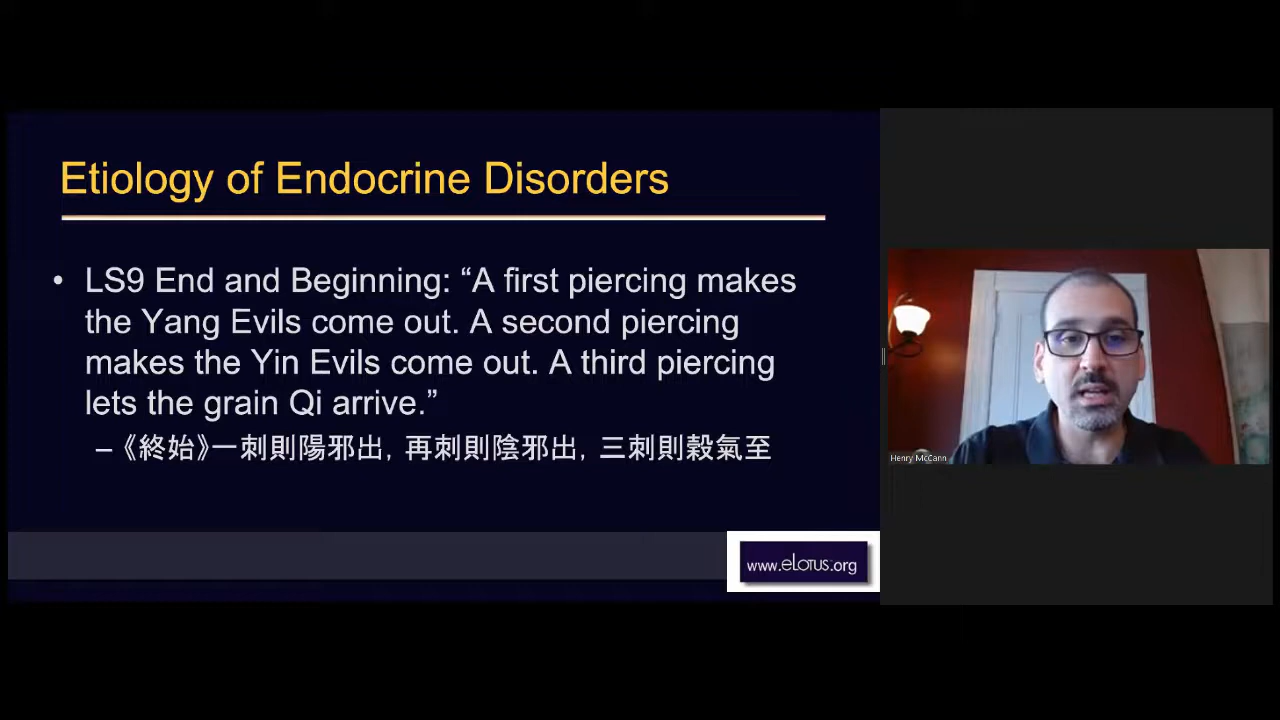 Etiology of Endocrine Disorders
• LS9 End and Beginning: “A first piercing makes
the Yang Evils come out. A second piercing
makes the Yin Evils come out. A third piercing
lets the grain Qi arrive.”
–《終始》一刺則陽邪出，再刺則陰邪出，三刺則穀氣至
www.eLotus.org
Henry McCann